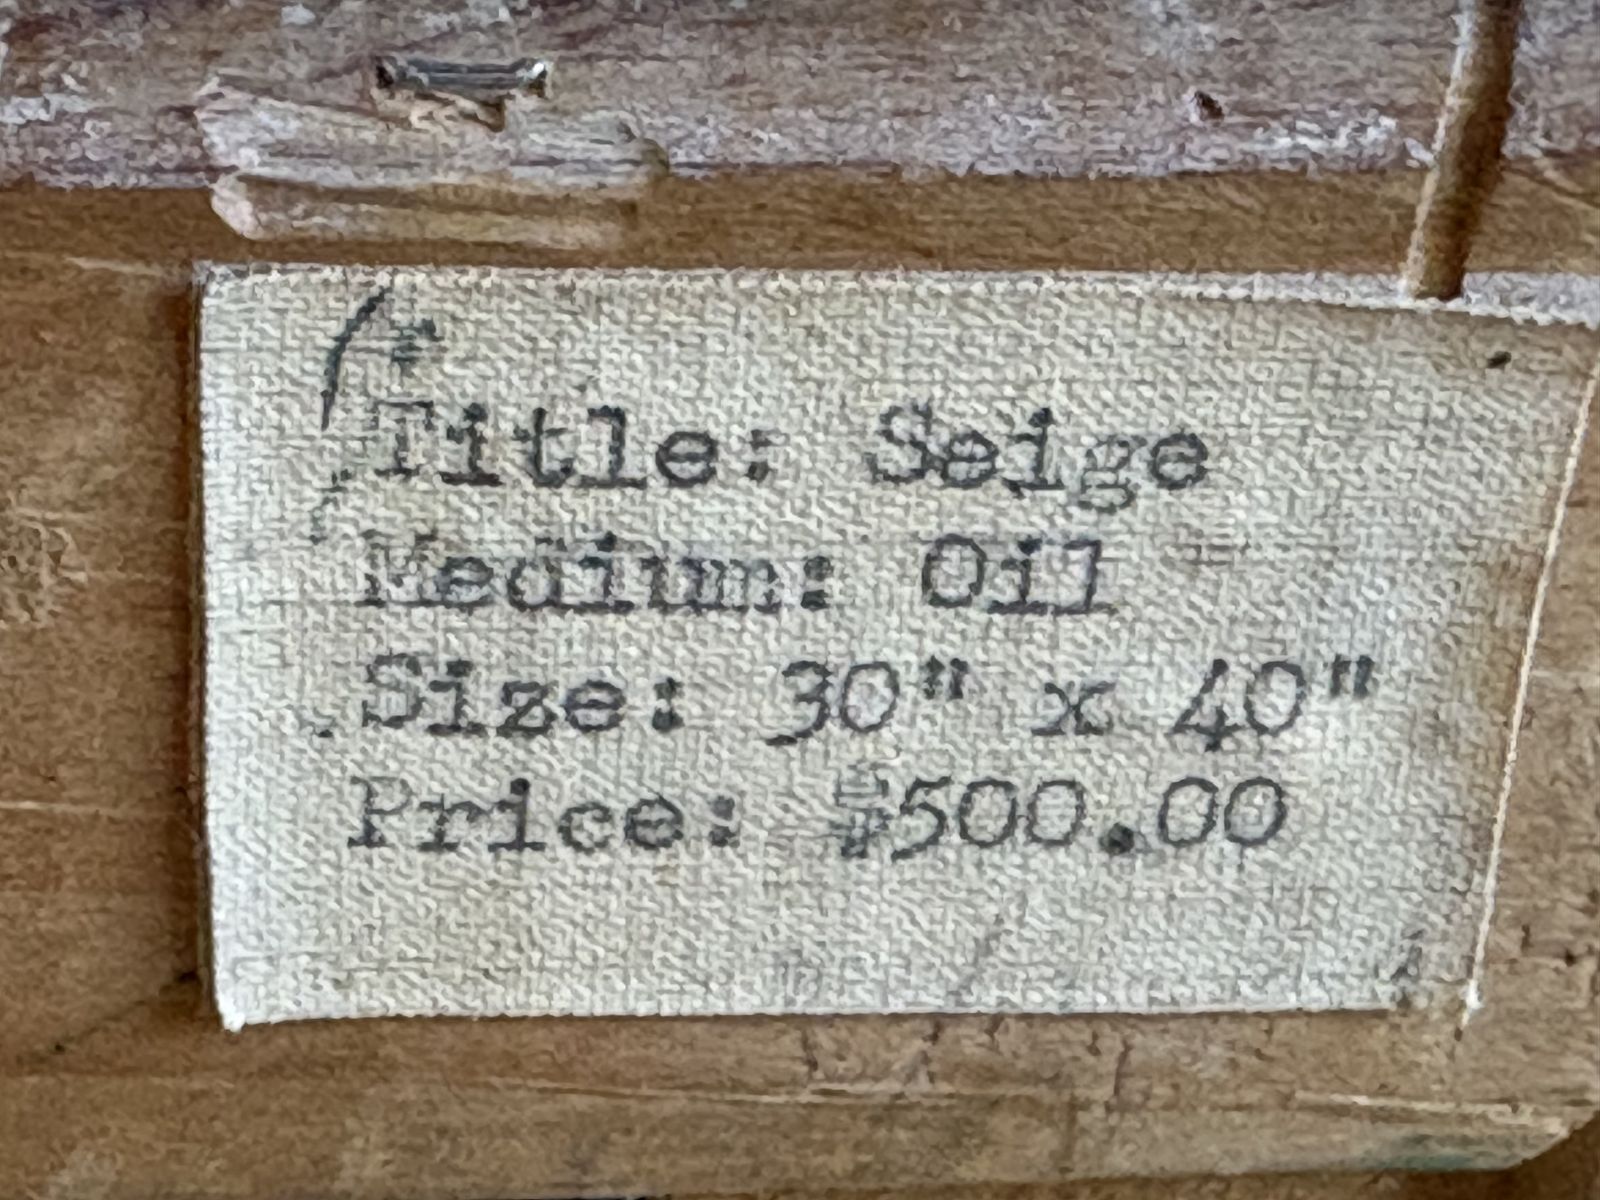 Title: Seige
Medium: Oil
Size: 30" x 40"
Price: $500.00